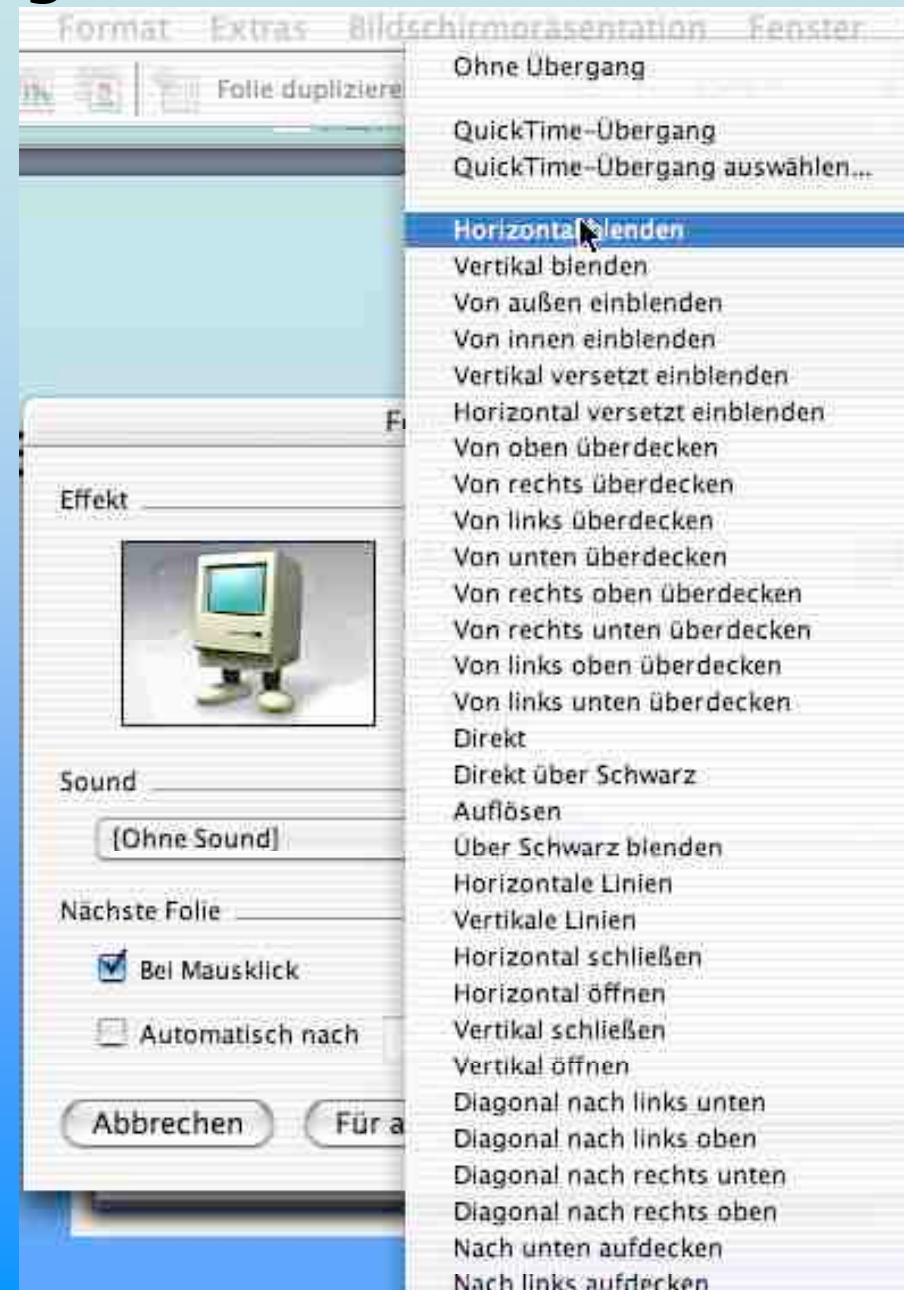 Format Extras Bildschirmpräsentation Fenster
Folie dupliziere
Ohne Übergang
QuickTime-Übergang
QuickTime-Übergang auswählen...
Horizontal blenden
Vertikal blenden
Von außen einblenden
Von innen einblenden
Vertikal versetzt einblenden
Horizontal versetzt einblenden
Von oben überdecken
Von rechts überdecken
Von links überdecken
Von unten überdecken
Von rechts oben überdecken
Von rechts unten überdecken
Von links oben überdecken
Von links unten überdecken
Direkt
Direkt über Schwarz
Auflösen
Über Schwarz blenden
Horizontale Linien
Vertikale Linien
Horizontal schließen
Horizontal öffnen
Vertikal schließen
Vertikal öffnen
Diagonal nach links unten
Diagonal nach links oben
Diagonal nach rechts unten
Diagonal nach rechts oben
Nach unten aufdecken
Nach links aufdecken
Effekt
Sound
[Ohne Sound]
Nächste Folie
Bei Mausklick
Automatisch nach
Abbrechen
Für a